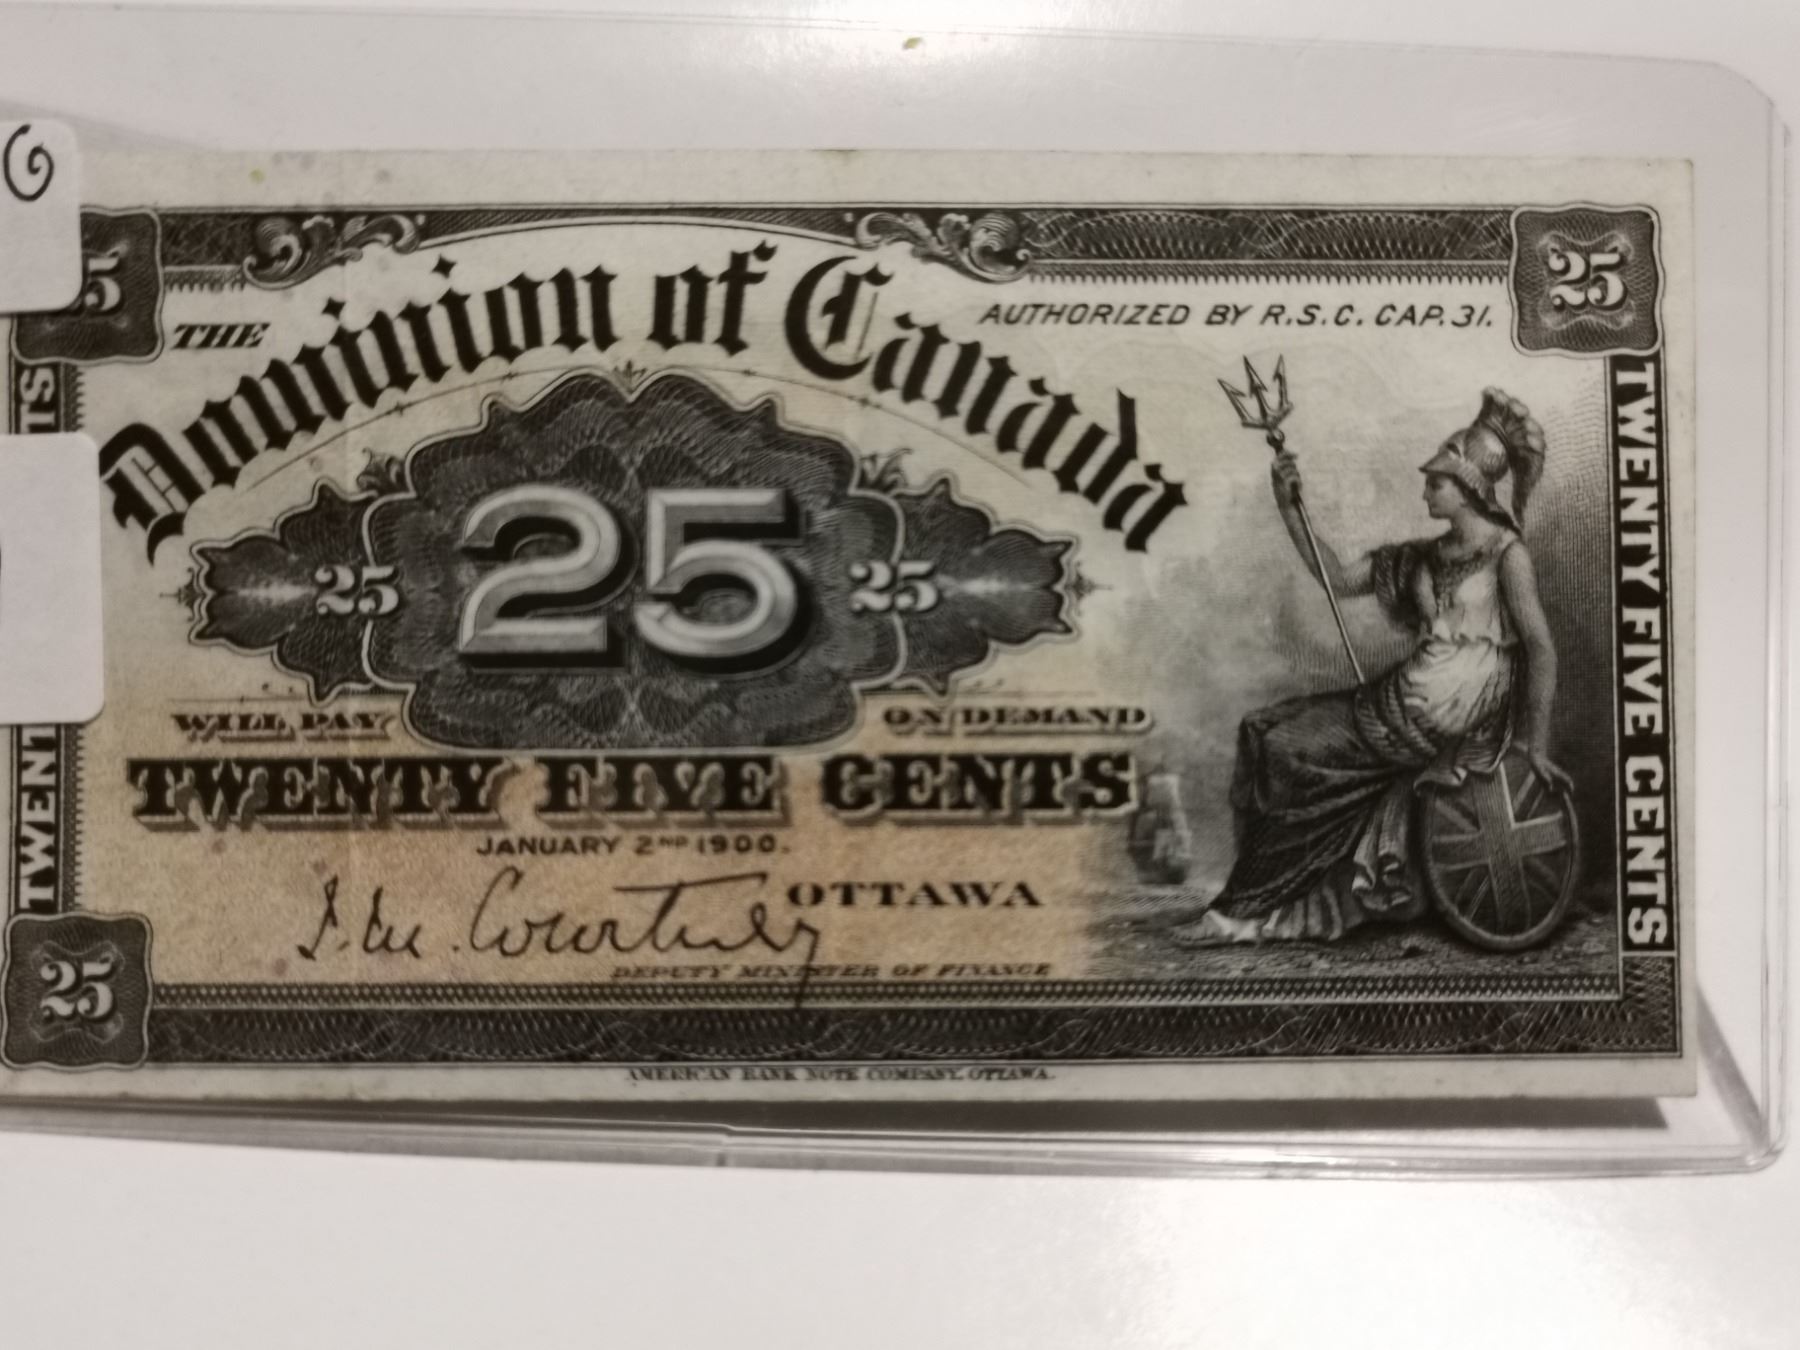 25
THE
Dominion of Canada
AUTHORIZED BY R.S.C. CAP. 31.
25 25 25
WILL PAY ON DEMAND
TWENTY FIVE CENTS
JANUARY 2ND 1900.
J. M. Courtney
OTTAWA
DEPUTY MINISTER OF FINANCE
25
TWENTY FIVE CENTS
AMERICAN BANK NOTE COMPANY, OTTAWA.